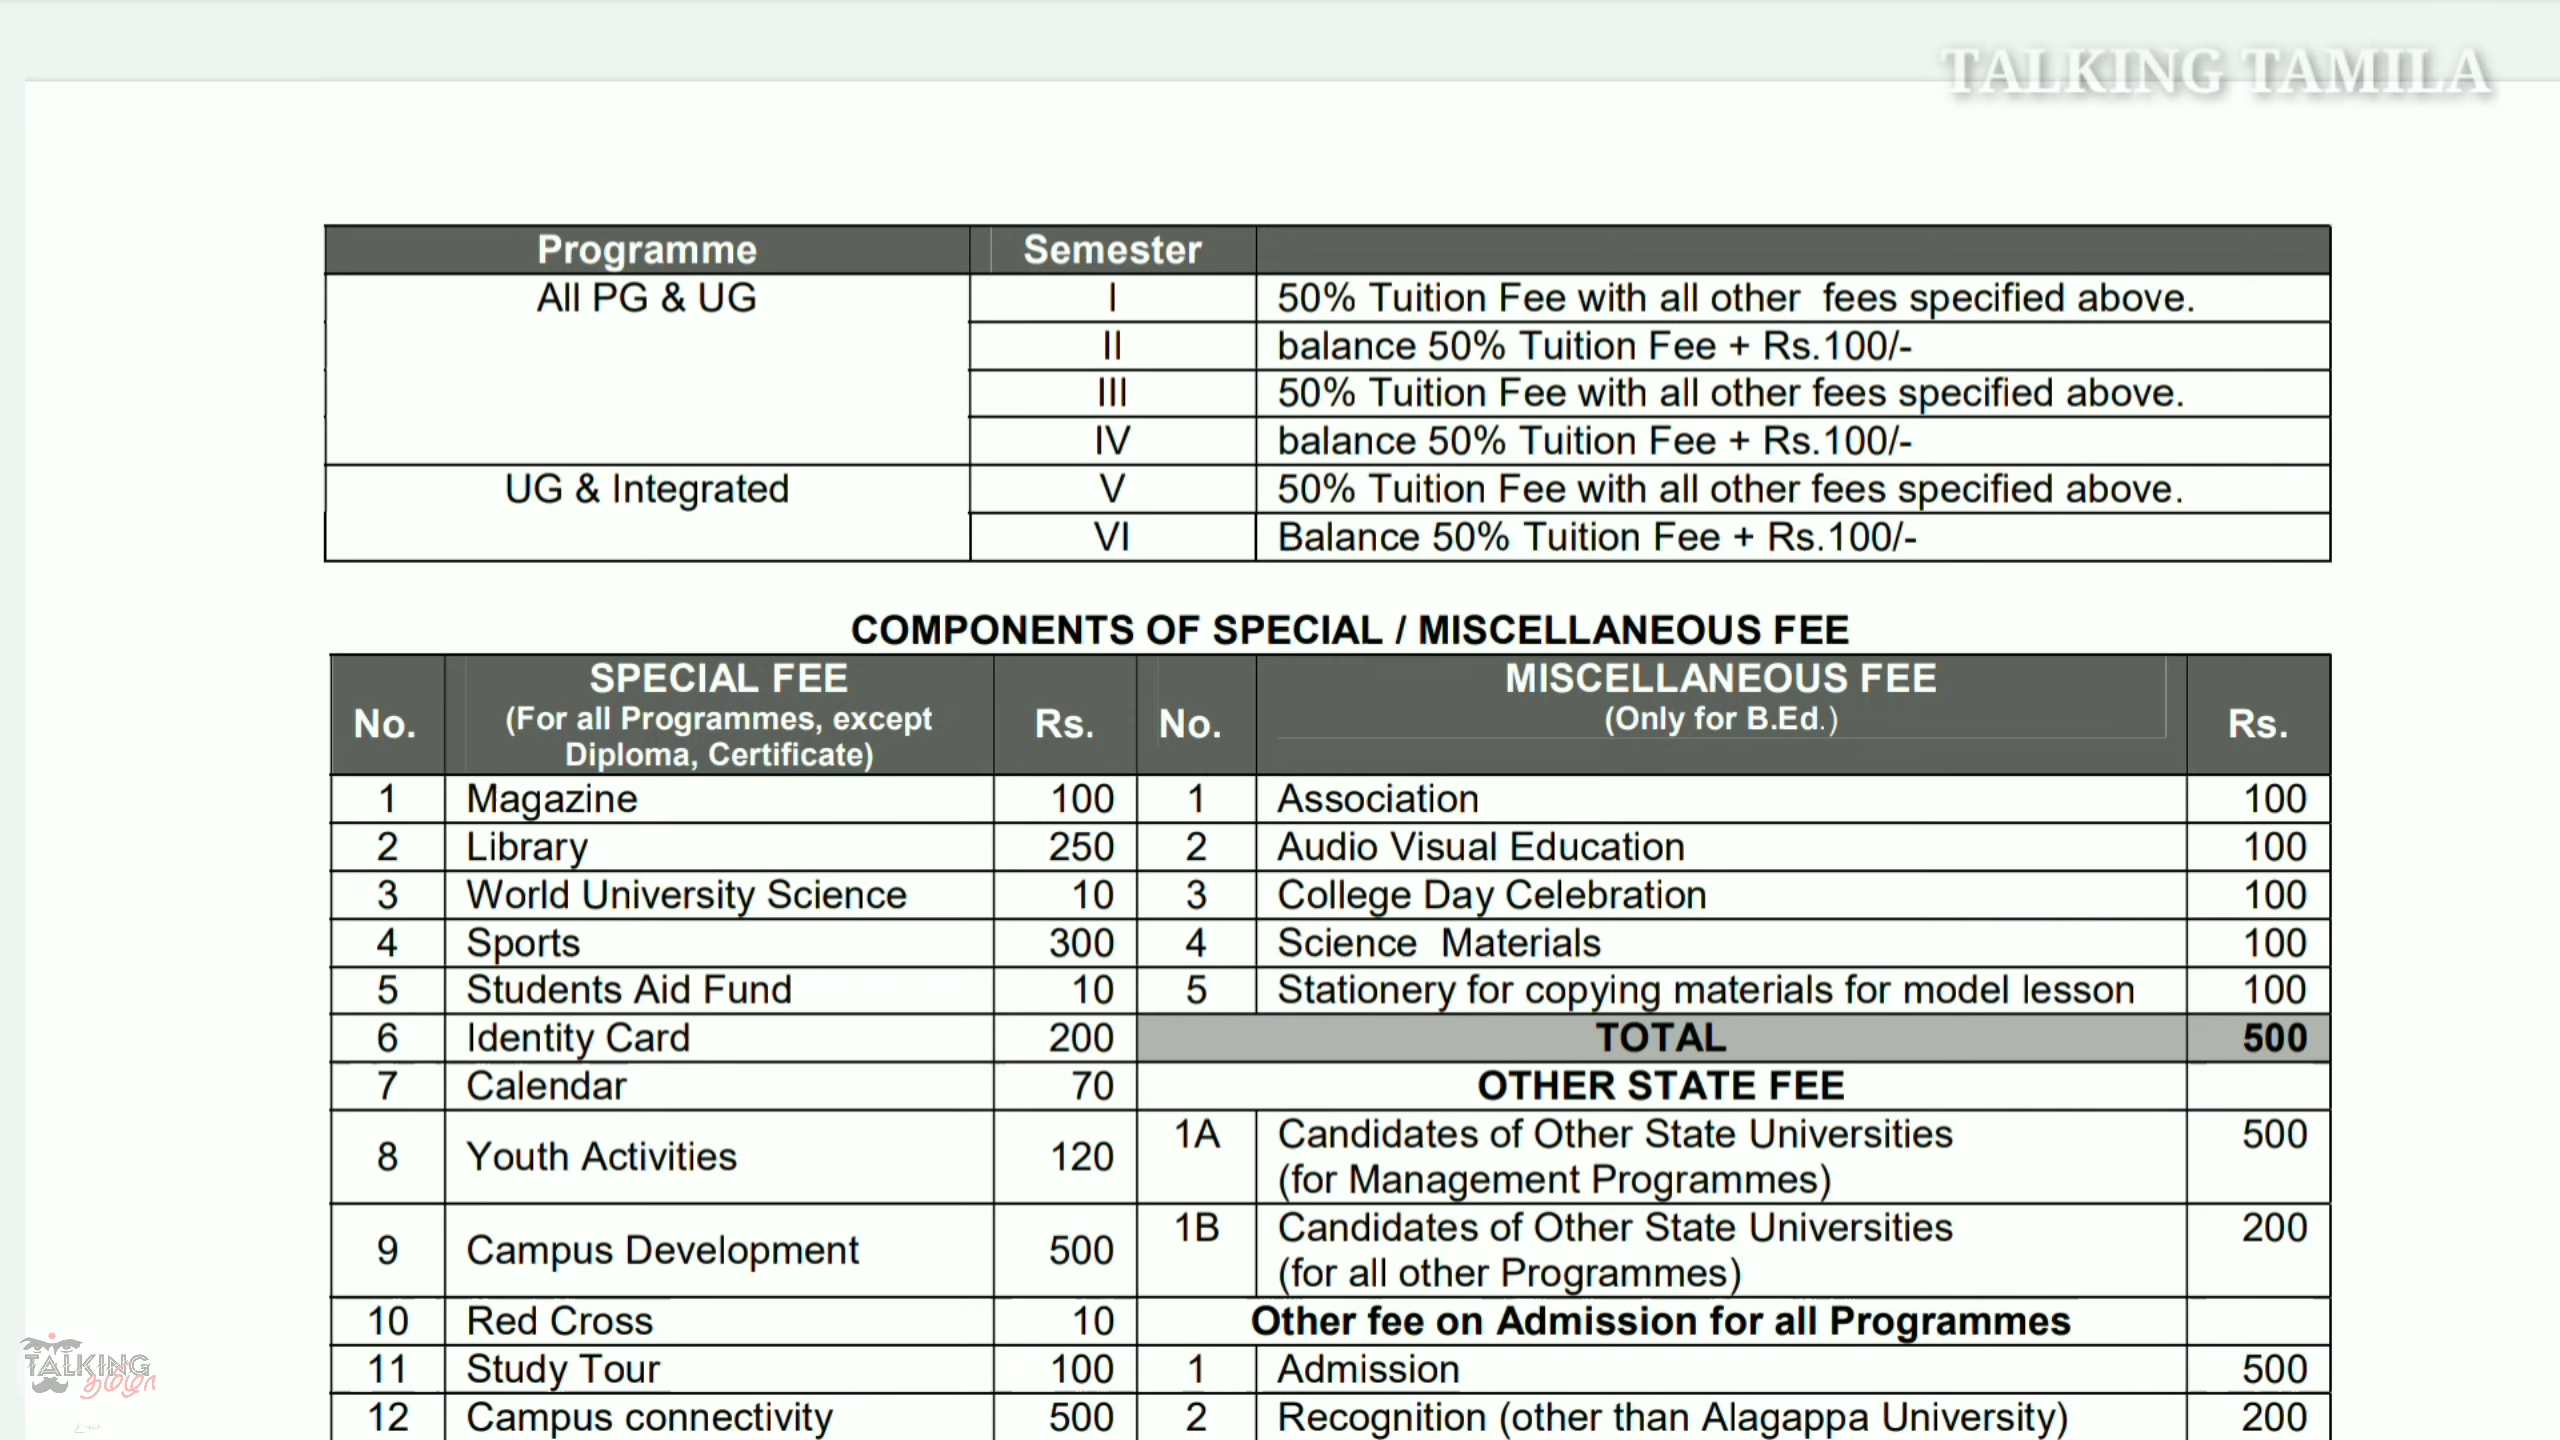 TALKING TAMILA
Programme Semester
All PG & UG I 50% Tuition Fee with all other fees specified above.
II balance 50% Tuition Fee + Rs.100/-
III 50% Tuition Fee with all other fees specified above.
IV balance 50% Tuition Fee + Rs.100/-
UG & Integrated V 50% Tuition Fee with all other fees specified above.
VI Balance 50% Tuition Fee + Rs.100/-
COMPONENTS OF SPECIAL / MISCELLANEOUS FEE
No. SPECIAL FEE (For all Programmes, except Diploma, Certificate) Rs. No. MISCELLANEOUS FEE (Only for B.Ed.) Rs.
1 Magazine 100 1 Association 100
2 Library 250 2 Audio Visual Education 100
3 World University Science 10 3 College Day Celebration 100
4 Sports 300 4 Science Materials 100
5 Students Aid Fund 10 5 Stationery for copying materials for model lesson 100
6 Identity Card 200 TOTAL 500
7 Calendar 70 OTHER STATE FEE
8 Youth Activities 120 1A Candidates of Other State Universities (for Management Programmes) 500
9 Campus Development 500 1B Candidates of Other State Universities (for all other Programmes) 200
10 Red Cross 10 Other fee on Admission for all Programmes
11 Study Tour 100 1 Admission 500
12 Campus connectivity 500 2 Recognition (other than Alagappa University) 200
TALKING
தமிழா